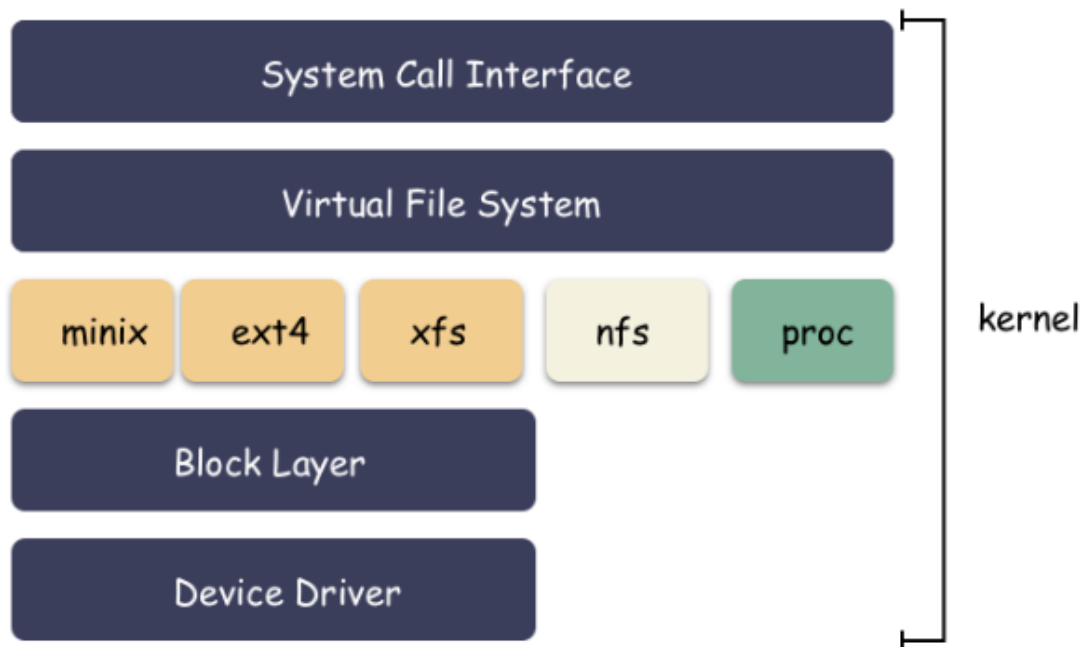 System Call Interface
Virtual File System
minix ext4 xfs nfs proc
kernel
Block Layer
Device Driver